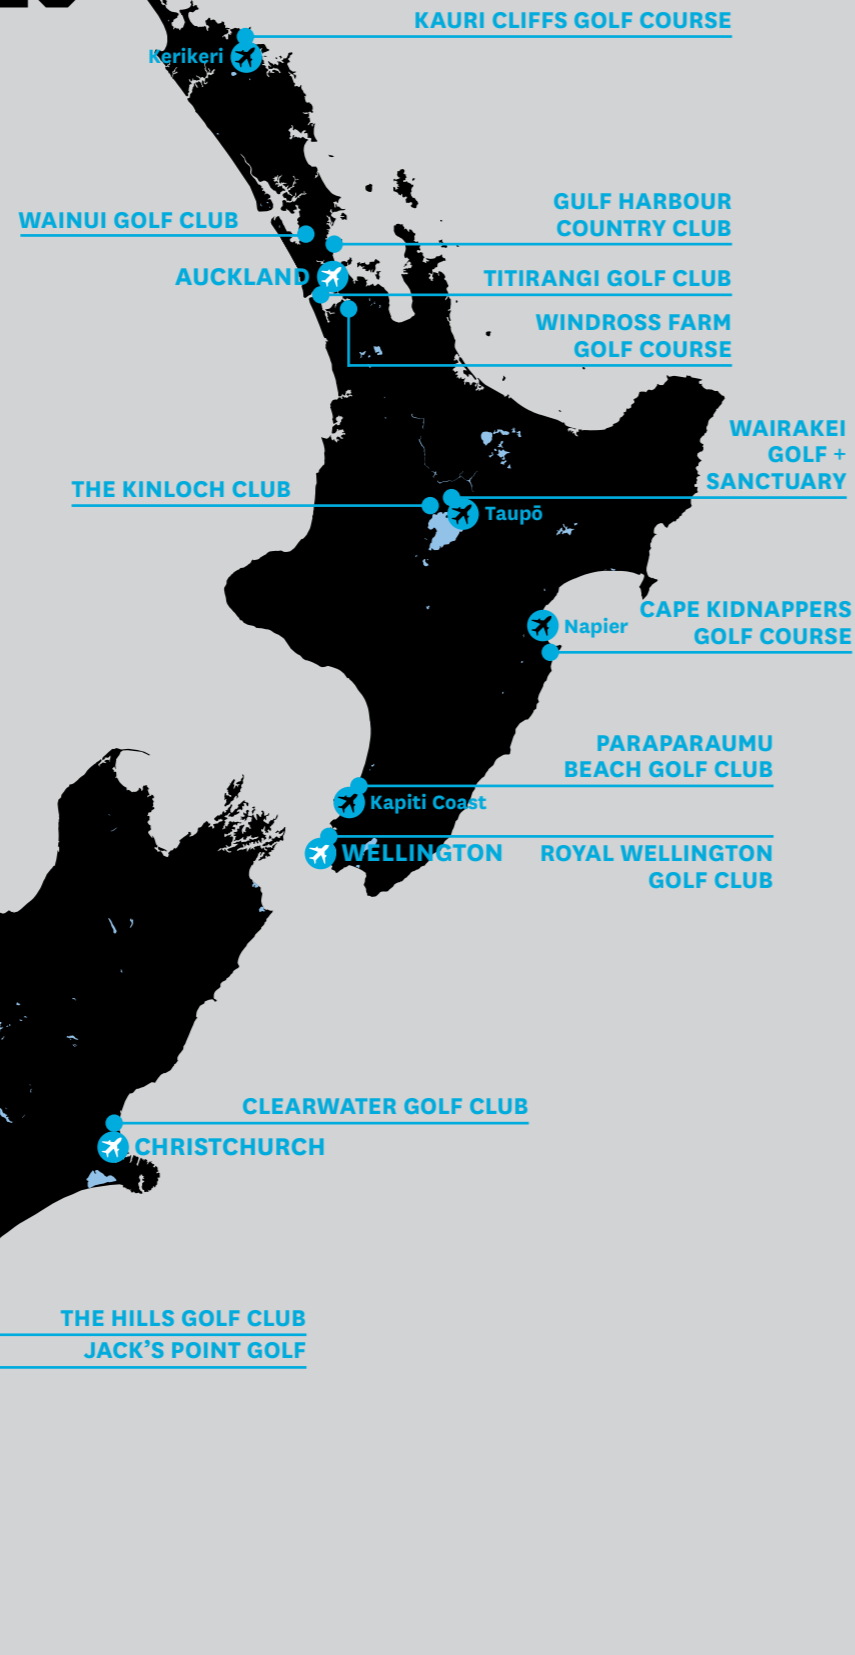 KAURI CLIFFS GOLF COURSE
Kerikeri
GULF HARBOUR
COUNTRY CLUB
WAINUI GOLF CLUB
AUCKLAND
TITIRANGI GOLF CLUB
WINDROSS FARM
GOLF COURSE
WAIRAKEI
GOLF +
SANCTUARY
THE KINLOCH CLUB
Taupō
CAPE KIDNAPPERS
GOLF COURSE
Napier
PARAPARAUMU
BEACH GOLF CLUB
Kapiti Coast
WELLINGTON
ROYAL WELLINGTON
GOLF CLUB
CLEARWATER GOLF CLUB
CHRISTCHURCH
THE HILLS GOLF CLUB
JACK’S POINT GOLF